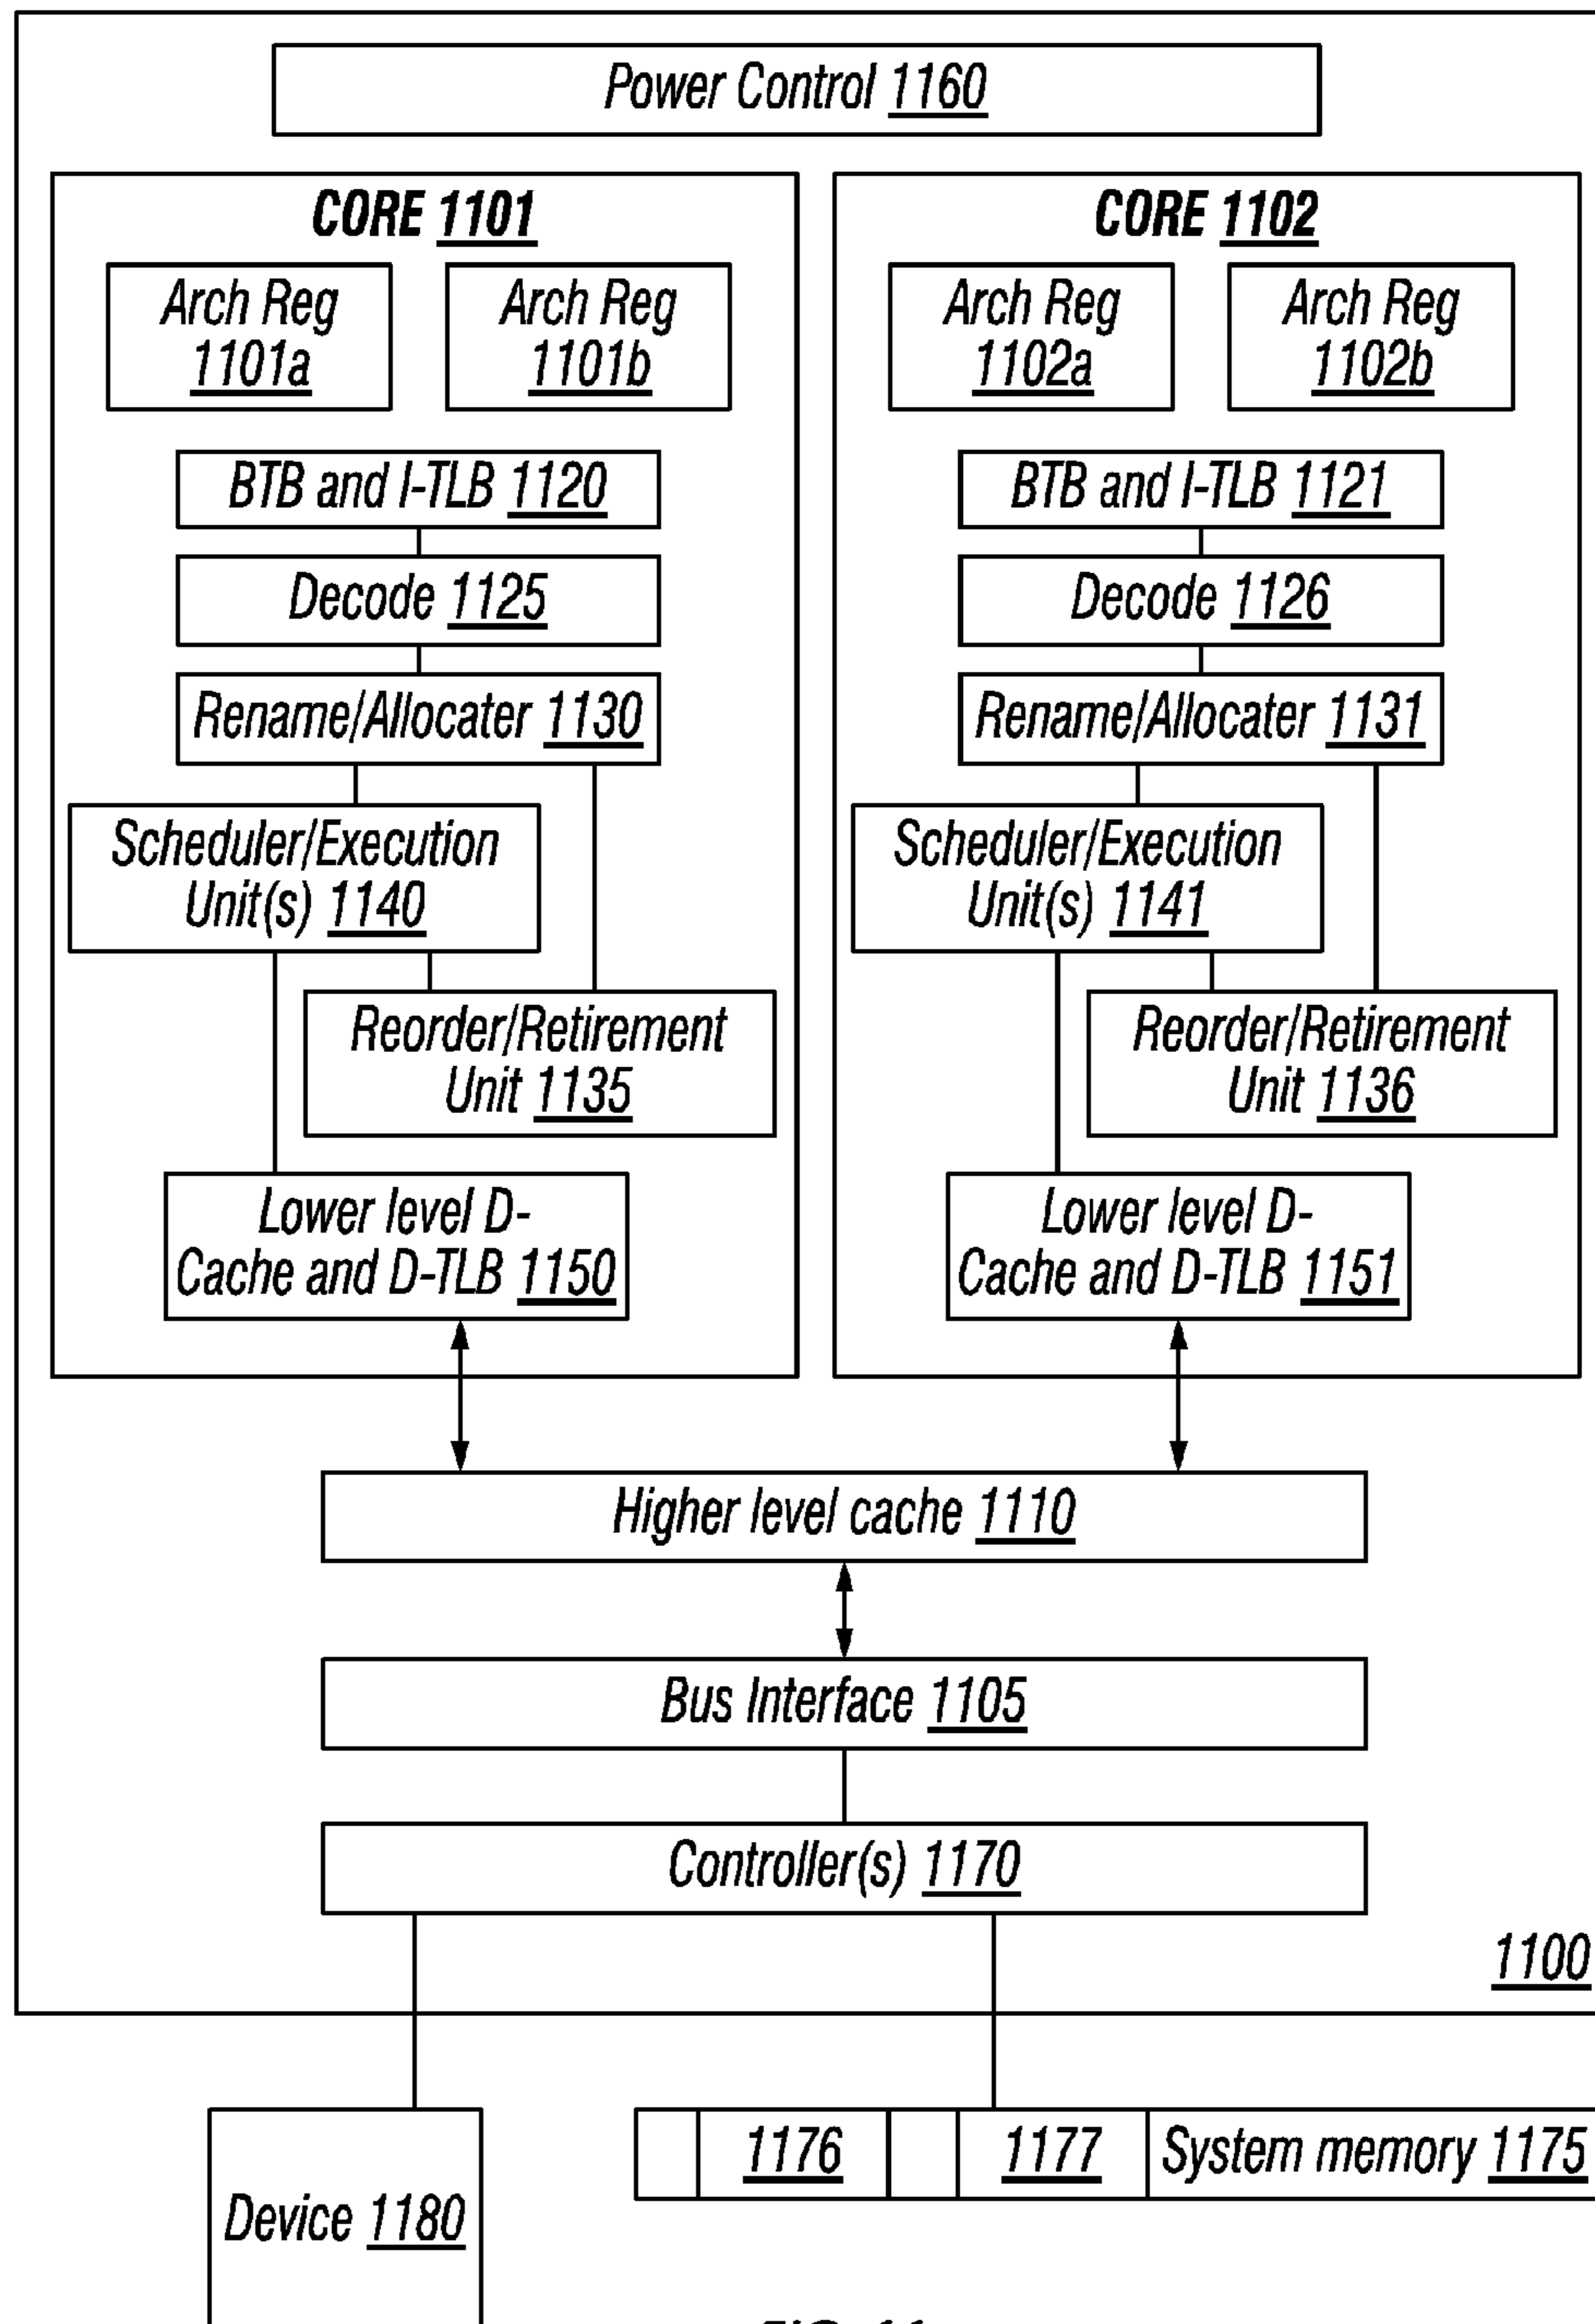 Power Control 1160
CORE 1101
Arch Reg
1101a
Arch Reg
1101b
BTB and I-TLB 1120
Decode 1125
Rename/Allocater 1130
Scheduler/Execution
Unit(s) 1140
Reorder/Retirement
Unit 1135
Lower level D-
Cache and D-TLB 1150
CORE 1102
Arch Reg
1102a
Arch Reg
1102b
BTB and I-TLB 1121
Decode 1126
Rename/Allocater 1131
Scheduler/Execution
Unit(s) 1141
Reorder/Retirement
Unit 1136
Lower level D-
Cache and D-TLB 1151
Higher level cache 1110
Bus Interface 1105
Controller(s) 1170
1100
1176
1177
System memory 1175
Device 1180